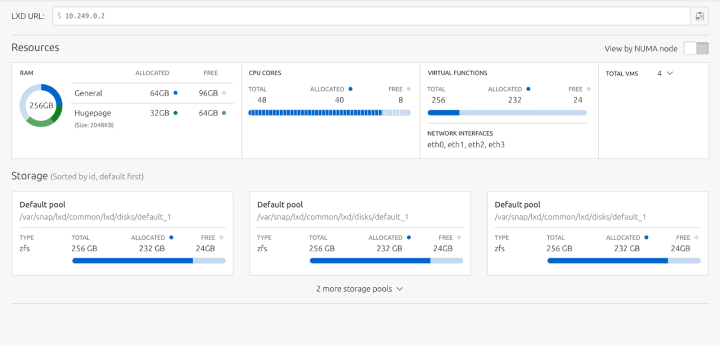 LXD URL:
$ 10.249.0.2
Resources
View by NUMA node
RAM
ALLOCATED FREE
256GB
General 64GB 96GB
Hugepage 32GB 64GB
(Size: 2048KB)
CPU CORES
TOTAL ALLOCATED FREE
48 40 8
VIRTUAL FUNCTIONS
TOTAL ALLOCATED FREE
256 232 24
NETWORK INTERFACES
eth0, eth1, eth2, eth3
TOTAL VMS 4
Storage (Sorted by id, default first)
Default pool
/var/snap/lxd/common/lxd/disks/default_1
TYPE TOTAL ALLOCATED FREE
zfs 256 GB 232 GB 24GB
Default pool
/var/snap/lxd/common/lxd/disks/default_1
TYPE TOTAL ALLOCATED FREE
zfs 256 GB 232 GB 24GB
Default pool
/var/snap/lxd/common/lxd/disks/default_1
TYPE TOTAL ALLOCATED FREE
zfs 256 GB 232 GB 24GB
2 more storage pools